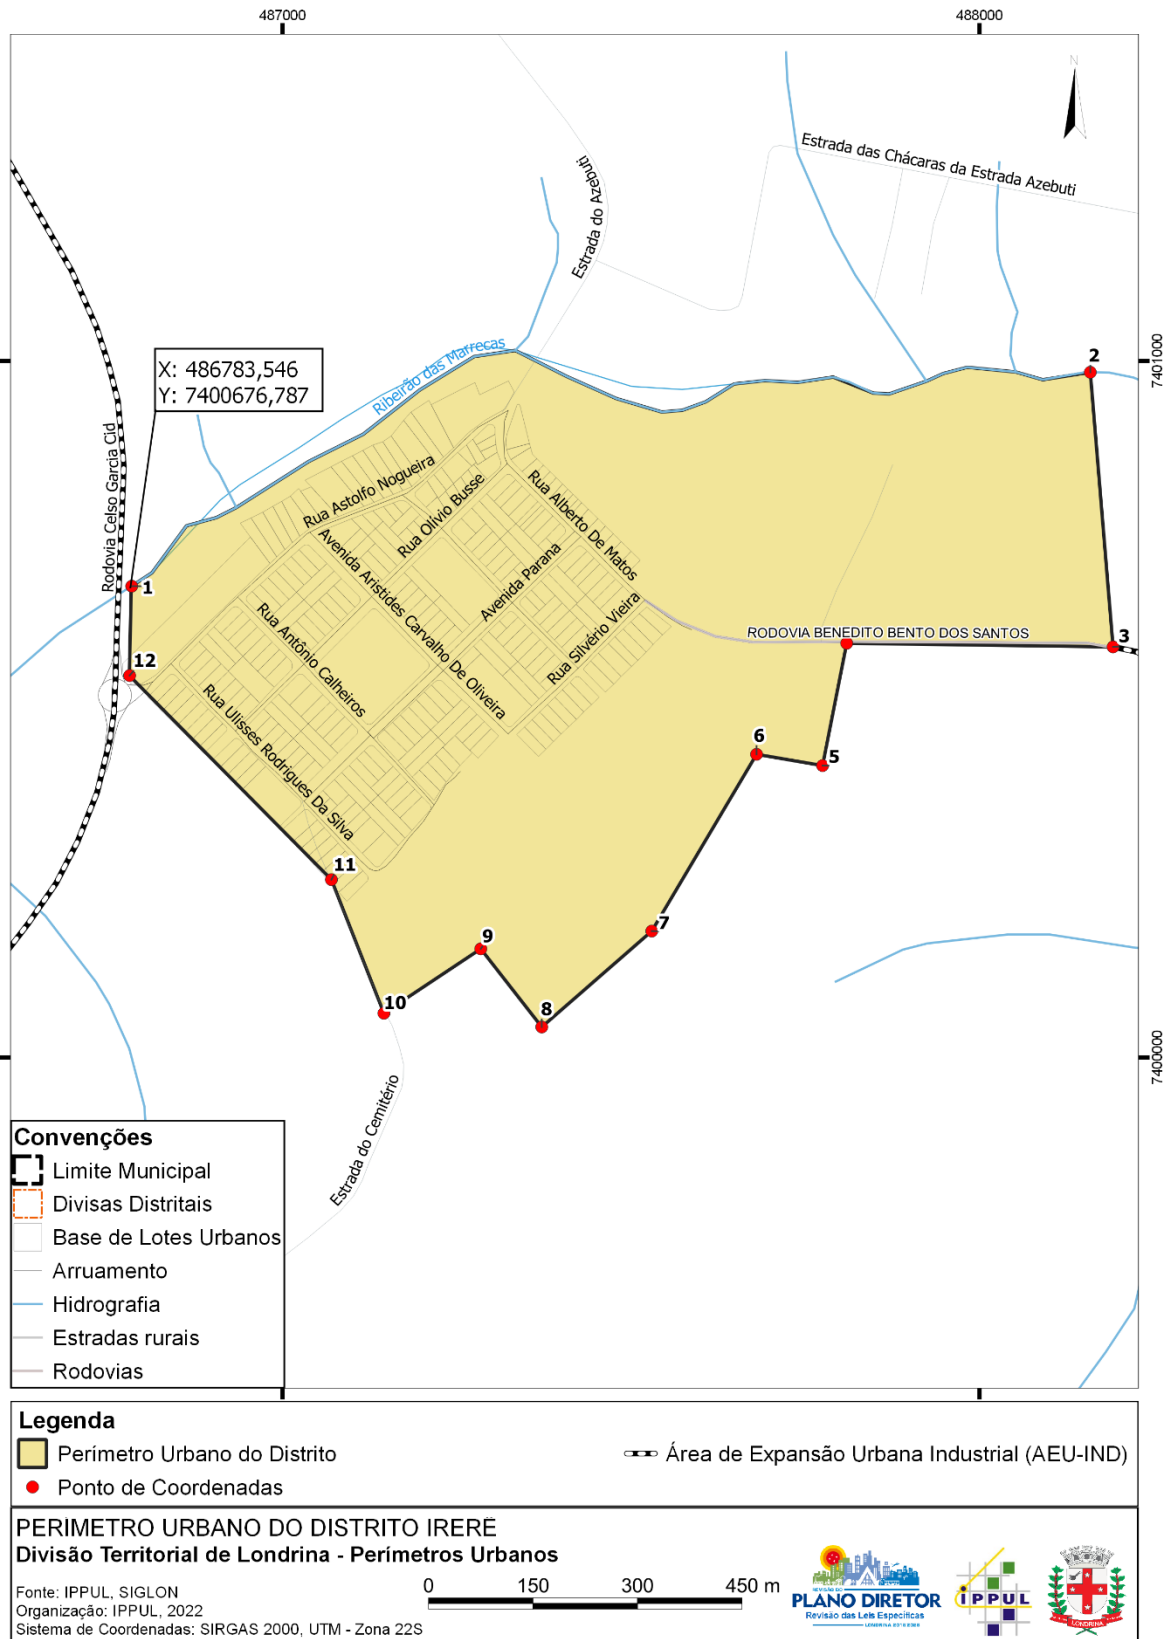 487000
488000
N
Estrada das Chácaras da Estrada Azebuti
Estrada do Azebuti
X: 486783,546
Y: 7400676,787
Ribeirão das Marrecas
2
7401000
Rodovia Celso Garcia Cid
Rua Astolfo Nogueira
Rua Olívio Busse
Rua Alberto De Matos
Avenida Aristides Carvalho De Oliveira
Avenida Parana
1
Rua Antônio Calheiros
Rua Silvério Vieira
RODOVIA BENEDITO BENTO DOS SANTOS
3
12
Rua Ulisses Rodrigues Da Silva
6
5
11
7
9
10
8
7400000
Estrada do Cemitério
Convenções
Limite Municipal
Divisas Distritais
Base de Lotes Urbanos
Arruamento
Hidrografia
Estradas rurais
Rodovias
Legenda
Perímetro Urbano do Distrito
Ponto de Coordenadas
Área de Expansão Urbana Industrial (AEU-IND)
PERÍMETRO URBANO DO DISTRITO IRERÊ
Divisão Territorial de Londrina - Perímetros Urbanos
Fonte: IPPUL, SIGLON
Organização: IPPUL, 2022
Sistema de Coordenadas: SIRGAS 2000, UTM - Zona 22S
0 150 300 450 m
REVISÃO DO
PLANO DIRETOR
Revisão das Leis Específicas
LONDRINA 2018 2028
iPPUL
LONDRINA